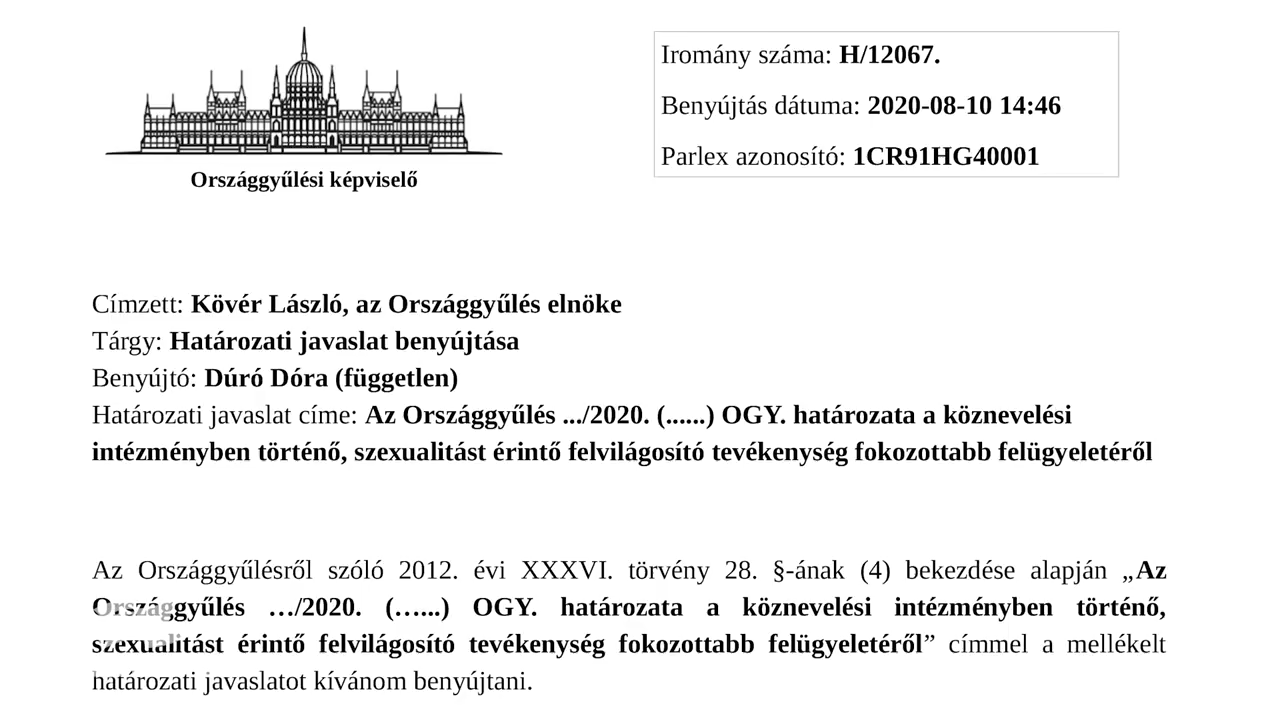 Országgyűlési képviselő
Iromány száma: H/12067.
Benyújtás dátuma: 2020-08-10 14:46
Parlex azonosító: 1CR91HG40001
Címzett: Kövér László, az Országgyűlés elnöke
Tárgy: Határozati javaslat benyújtása
Benyújtó: Dúró Dóra (független)
Határozati javaslat címe: Az Országgyűlés .../2020. (......) OGY. határozata a köznevelési
intézményben történő, szexualitást érintő felvilágosító tevékenység fokozottabb felügyeletéről
Az Országgyűlésről szóló 2012. évi XXXVI. törvény 28. §-ának (4) bekezdése alapján „Az
Országgyűlés …/2020. (…...) OGY. határozata a köznevelési intézményben történő,
szexualitást érintő felvilágosító tevékenység fokozottabb felügyeletéről” címmel a mellékelt
határozati javaslatot kívánom benyújtani.